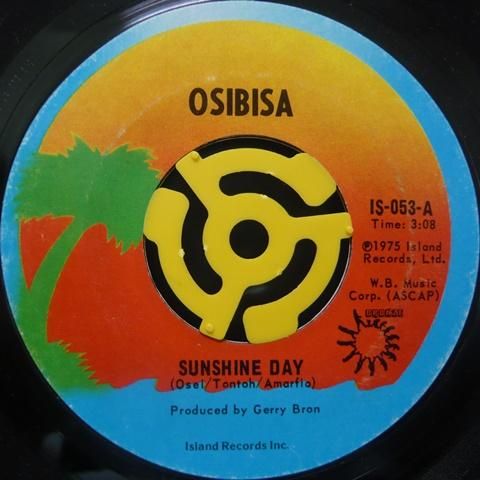 OSIBISA
IS-053-A
Time: 3:08
℗1975 Island
Records, Ltd.
W.B. Music
Corp. (ASCAP)
BRONZE
SUNSHINE DAY
(Osei/Tontoh/Amarfio)
Produced by Gerry Bron
Island Records Inc.